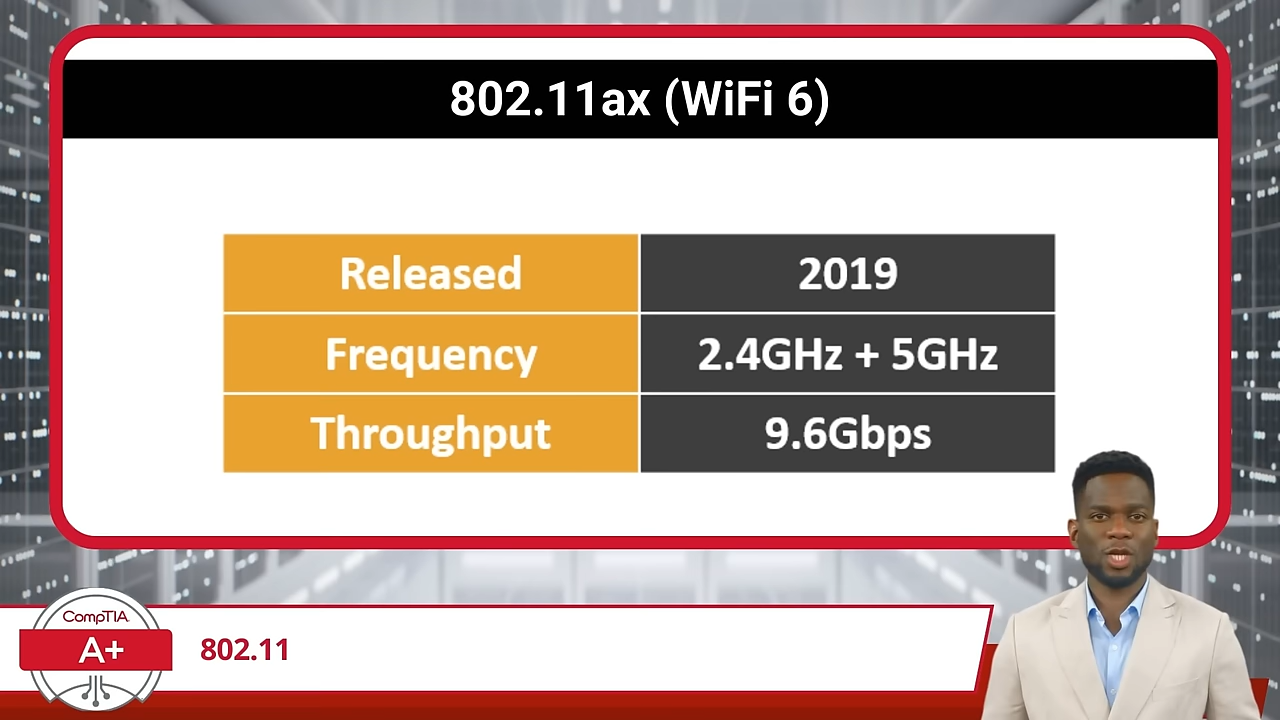 802.11ax (WiFi 6)
Released 2019
Frequency 2.4GHz + 5GHz
Throughput 9.6Gbps
CompTIA
A+
802.11